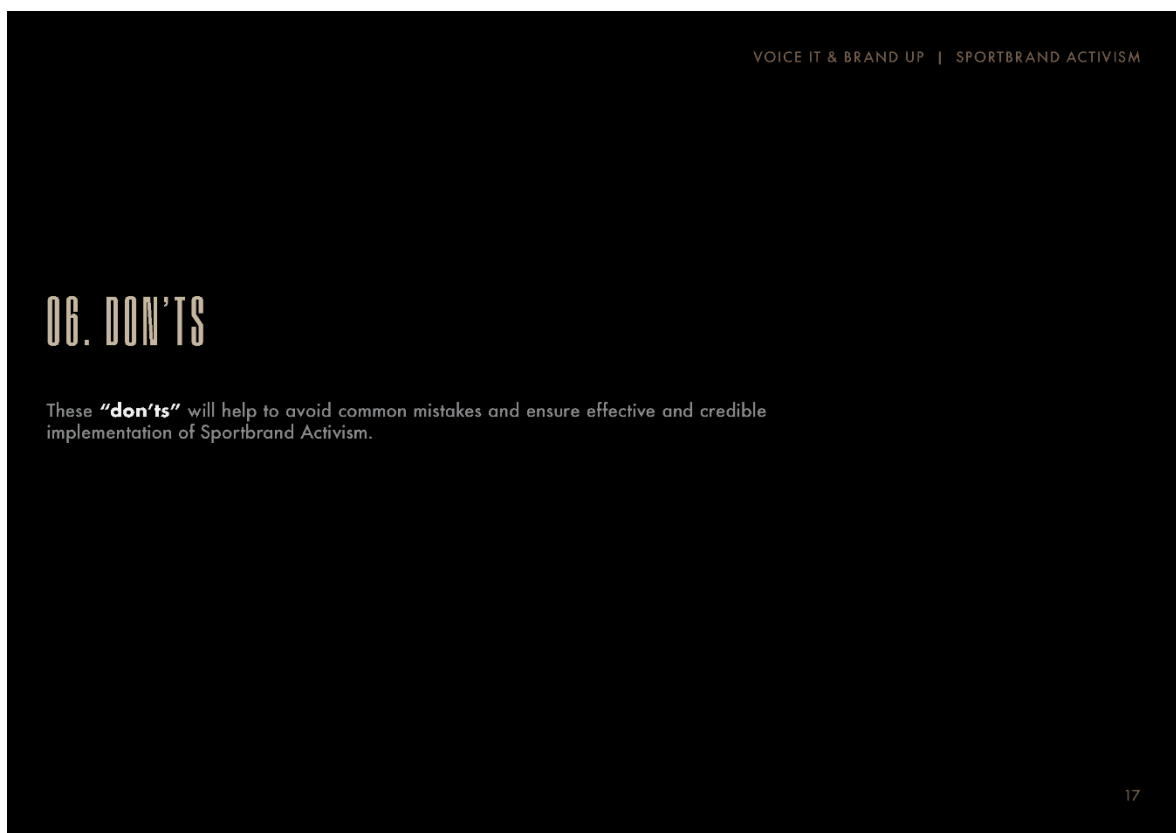 VOICE IT & BRAND UP | SPORTBRAND ACTIVISM
06. DON’TS
These “don’ts” will help to avoid common mistakes and ensure effective and credible
implementation of Sportbrand Activism.
17